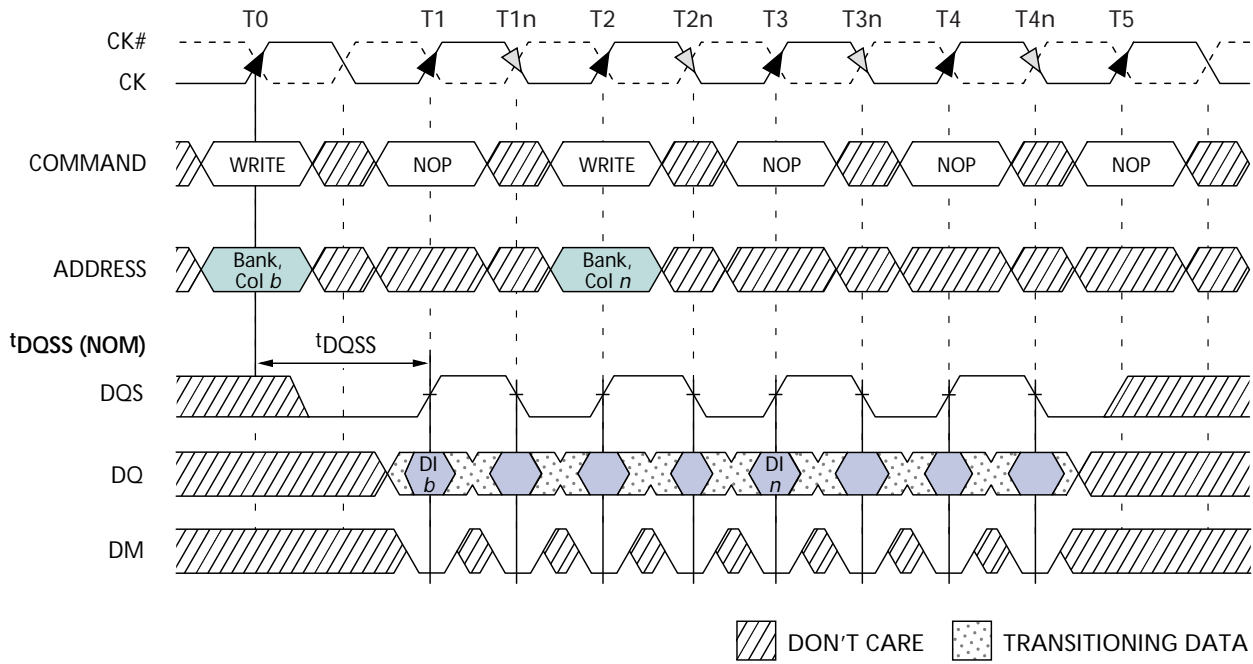 T0 T1 T1n T2 T2n T3 T3n T4 T4n T5
CK#
CK
COMMAND WRITE NOP WRITE NOP NOP NOP
ADDRESS Bank, Col b Bank, Col n
tDQSS (NOM) tDQSS
DQS
DQ DI b DI n
DM
DON'T CARE TRANSITIONING DATA